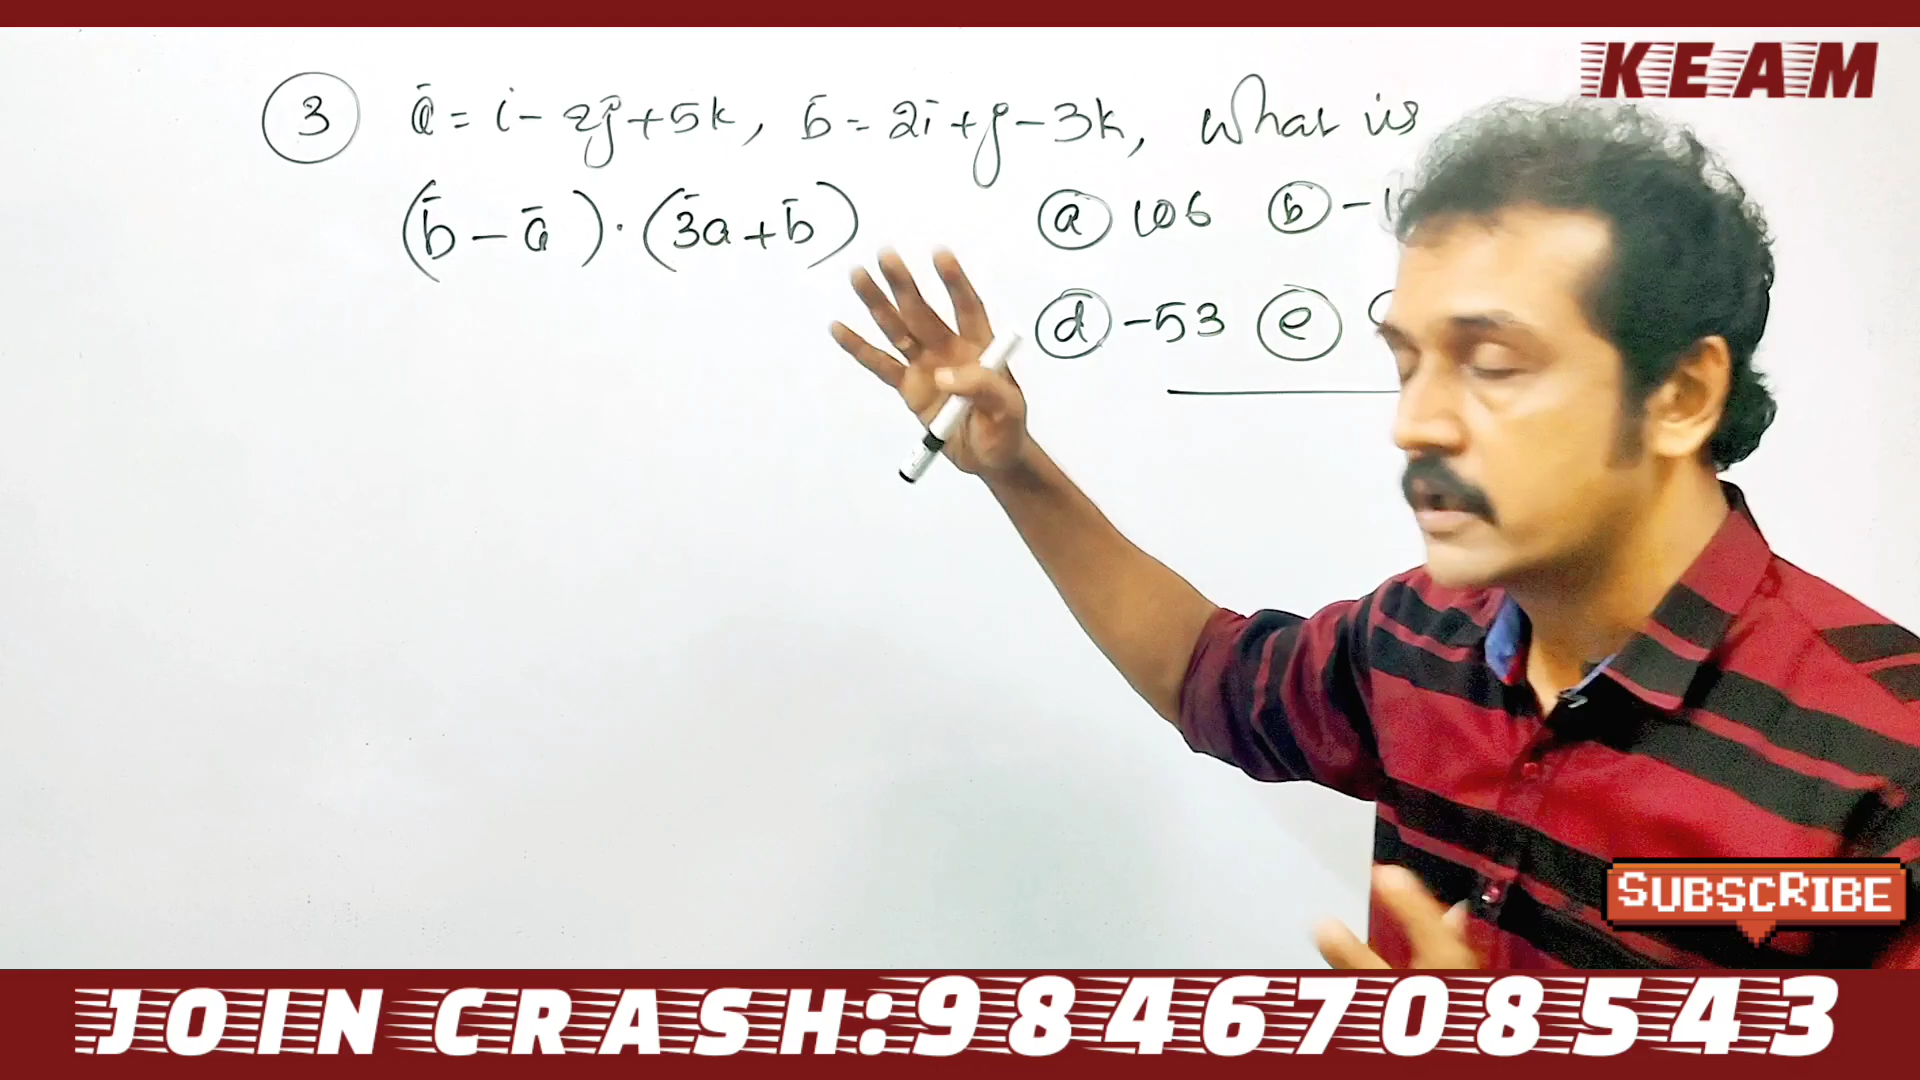 KEAM
3 ā = i - 2j + 5k, b̄ = 2i + j - 3k, What is
(b̄ - ā) · (3ā + b̄)
a 106 b
d -53 e
SUBSCRIBE
JOIN CRASH:9846708543